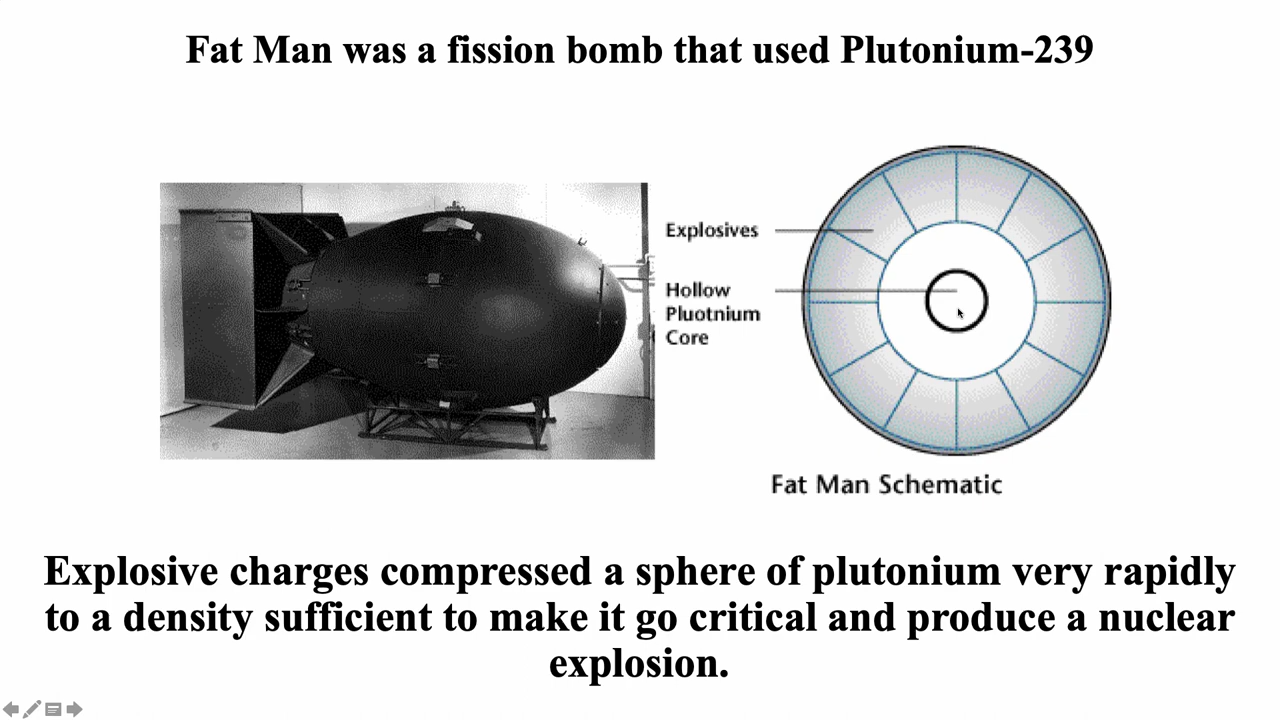 Fat Man was a fission bomb that used Plutonium-239
Explosives
Hollow
Pluotnium
Core
Fat Man Schematic
Explosive charges compressed a sphere of plutonium very rapidly
to a density sufficient to make it go critical and produce a nuclear
explosion.